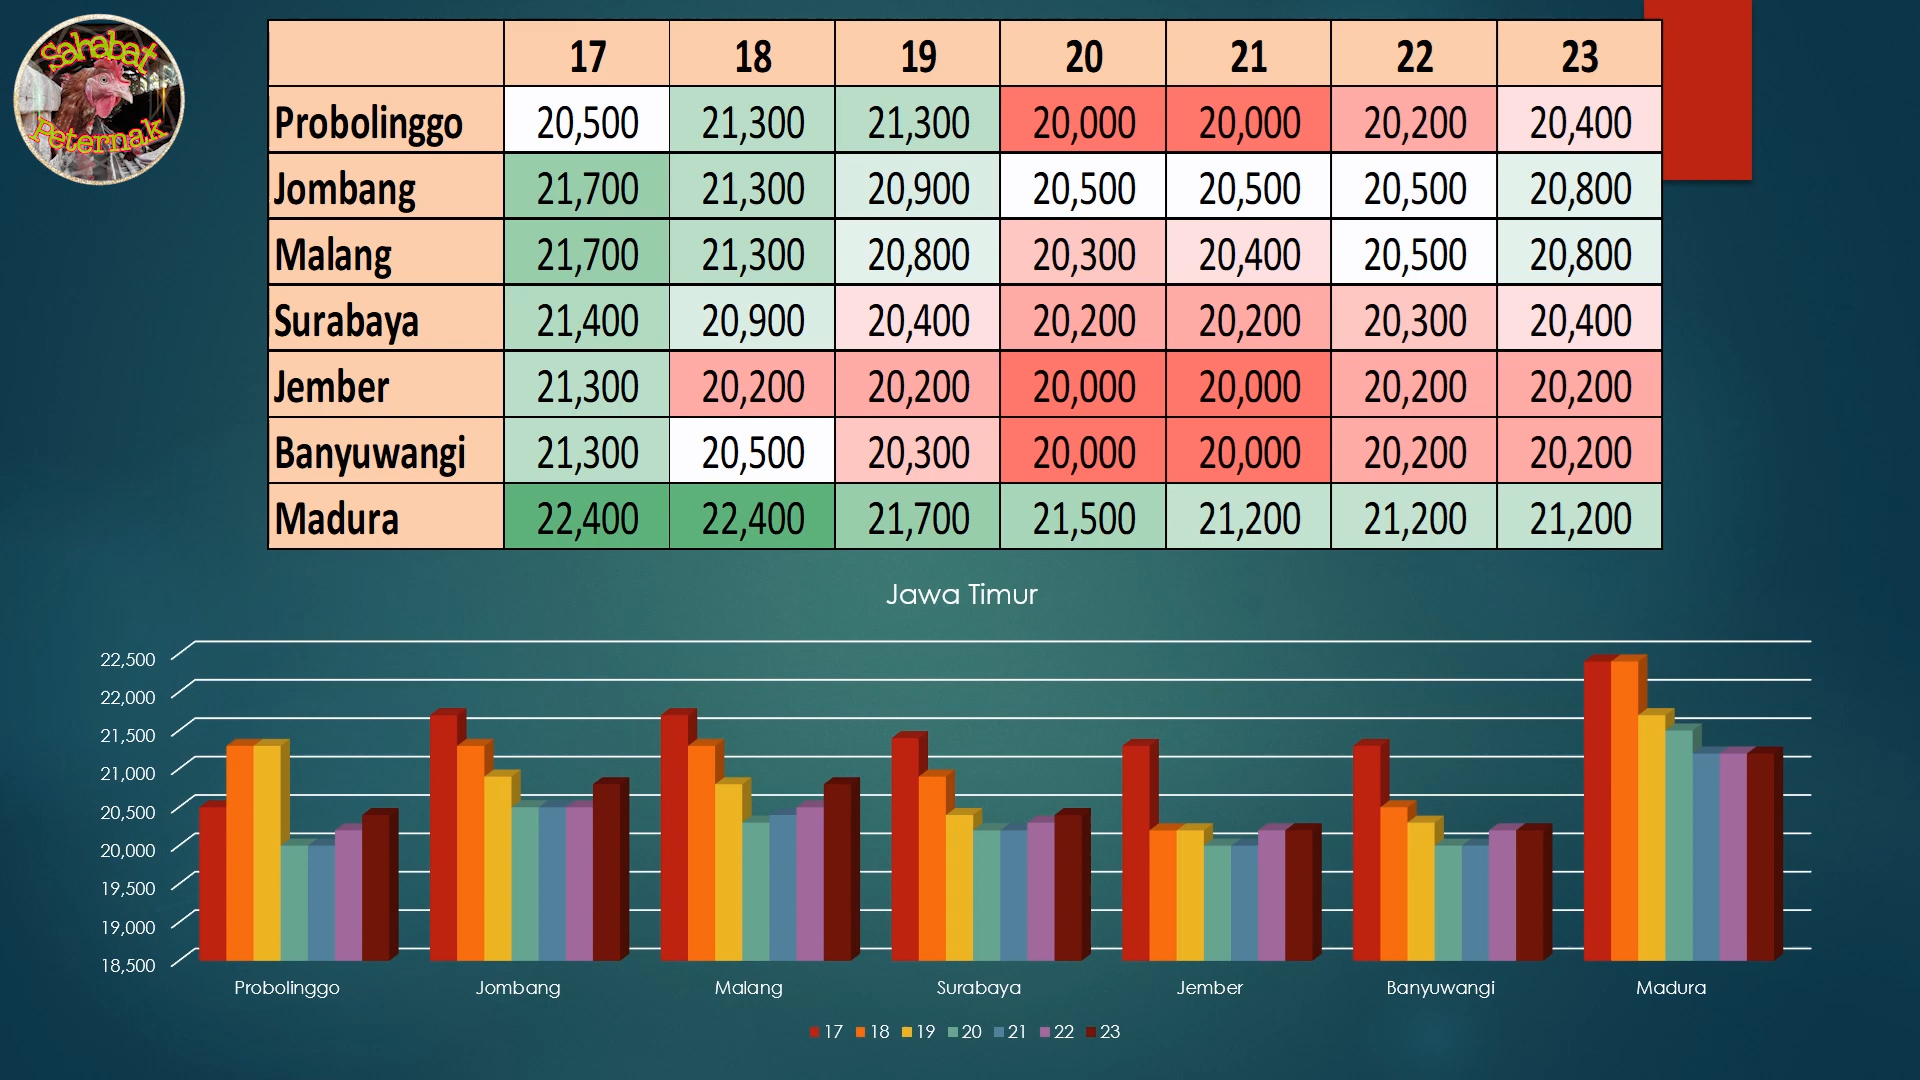 Sahabat
Peternak
17 18 19 20 21 22 23
Probolinggo 20,500 21,300 21,300 20,000 20,000 20,200 20,400
Jombang 21,700 21,300 20,900 20,500 20,500 20,500 20,800
Malang 21,700 21,300 20,800 20,300 20,400 20,500 20,800
Surabaya 21,400 20,900 20,400 20,200 20,200 20,300 20,400
Jember 21,300 20,200 20,200 20,000 20,000 20,200 20,200
Banyuwangi 21,300 20,500 20,300 20,000 20,000 20,200 20,200
Madura 22,400 22,400 21,700 21,500 21,200 21,200 21,200
Jawa Timur
22,500
22,000
21,500
21,000
20,500
20,000
19,500
19,000
18,500
Probolinggo Jombang Malang Surabaya Jember Banyuwangi Madura
17 18 19 20 21 22 23